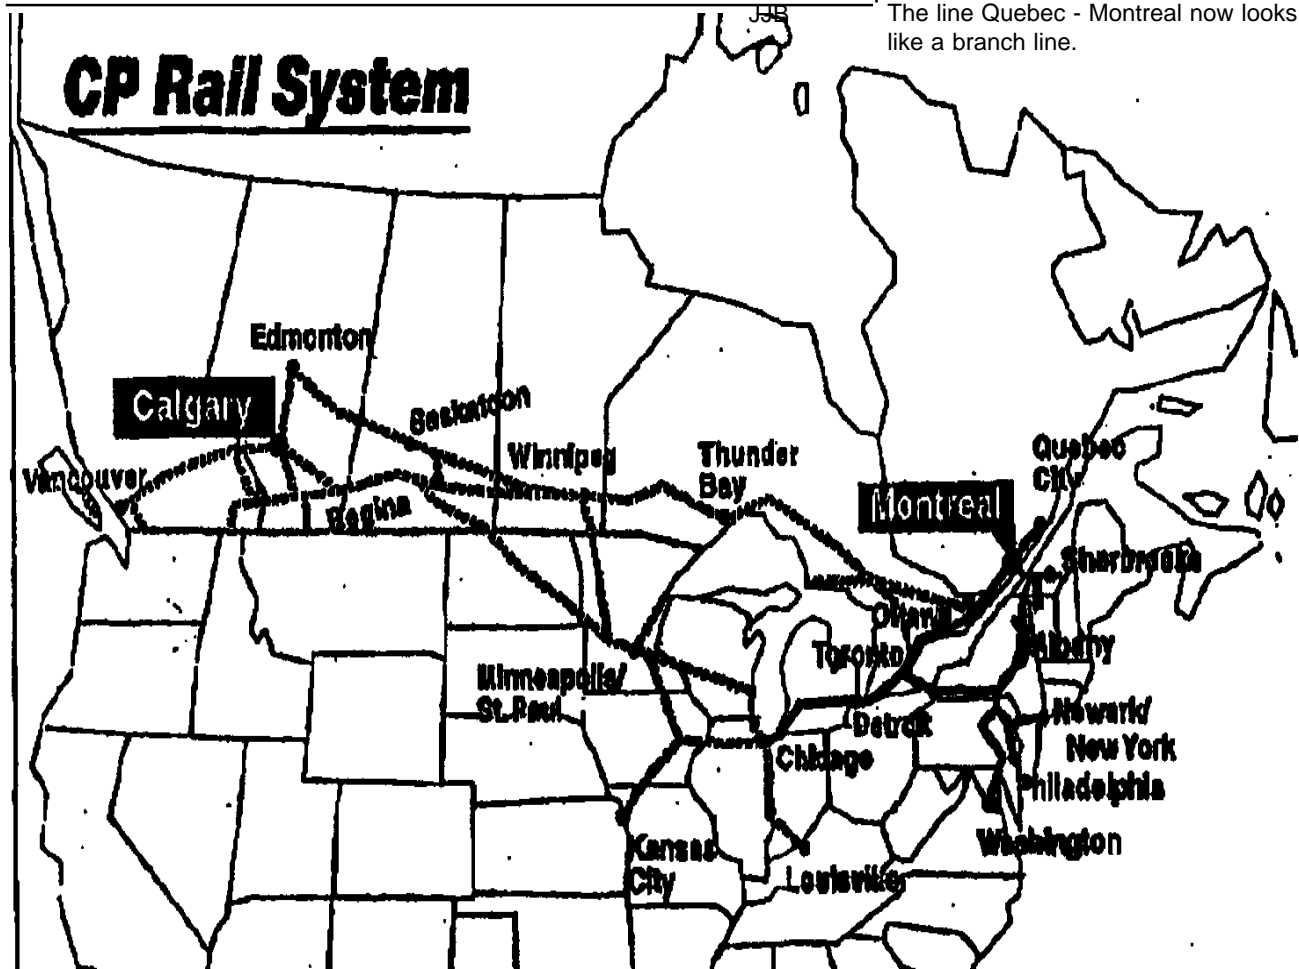 JJB
The line Quebec - Montreal now looks
like a branch line.
CP Rail System
Edmonton
Calgary
Saskatoon
Vancouver
Winnipeg
Thunder
Bay
Regina
Quebec
City
Montreal
Sherbrooke
Ottawa
Toronto
Albany
Minneapolis/
St. Paul
Detroit
Newark/
New York
Chicago
Philadelphia
Washington
Kansas
City
Louisville